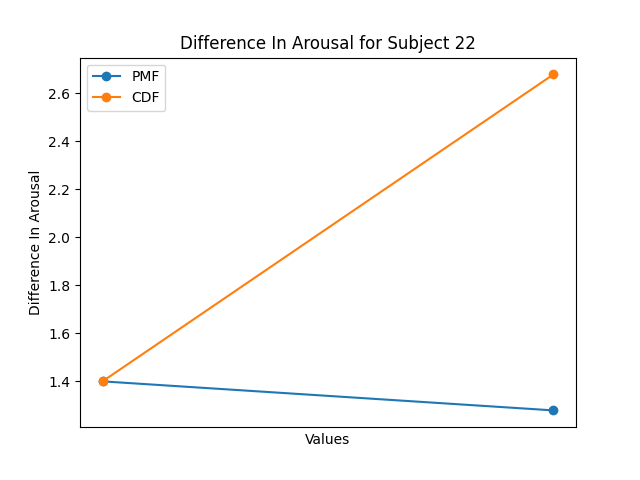 Difference In Arousal for Subject 22
PMF
CDF
2.6
2.4
2.2
2.0
1.8
1.6
1.4
Difference In Arousal
Values